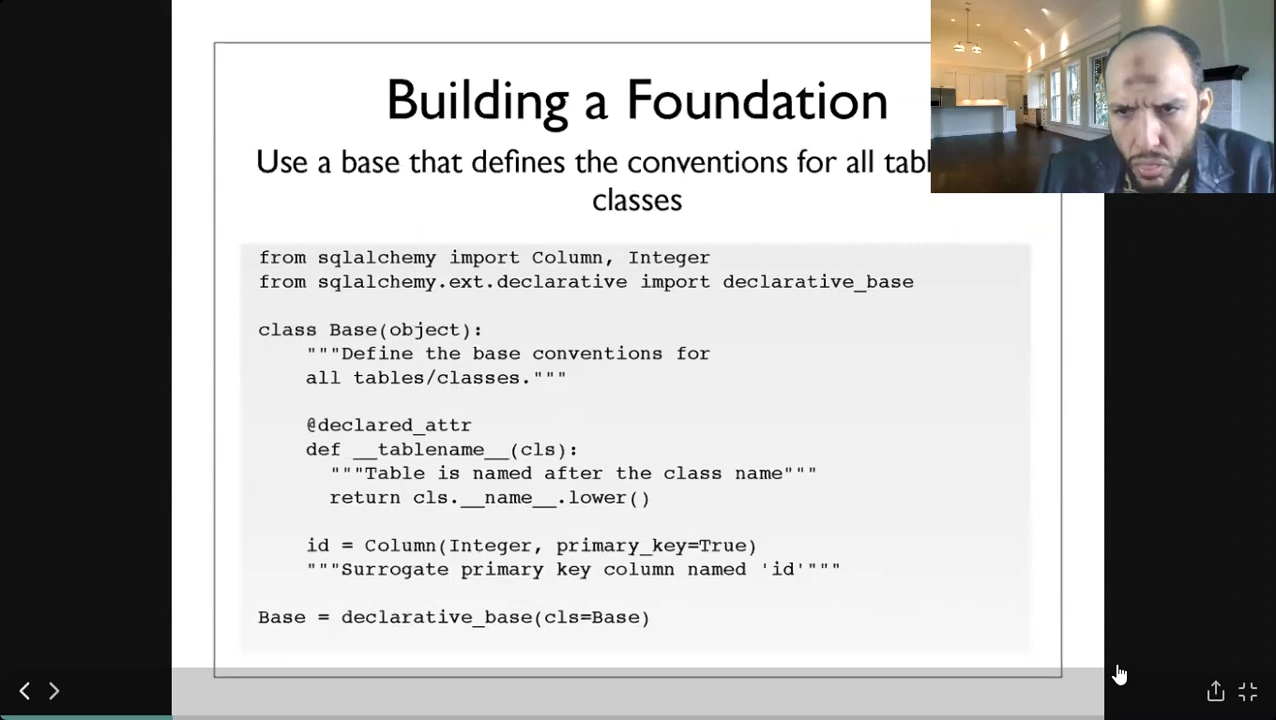 Building a Foundation
Use a base that defines the conventions for all
classes
from sqlalchemy import Column, Integer
from sqlalchemy.ext.declarative import declarative_base
class Base(object):
"""Define the base conventions for
all tables/classes."""
@declared_attr
def __tablename__(cls):
"""Table is named after the class name"""
return cls.__name__.lower()
id = Column(Integer, primary_key=True)
"""Surrogate primary key column named 'id'"""
Base = declarative_base(cls=Base)